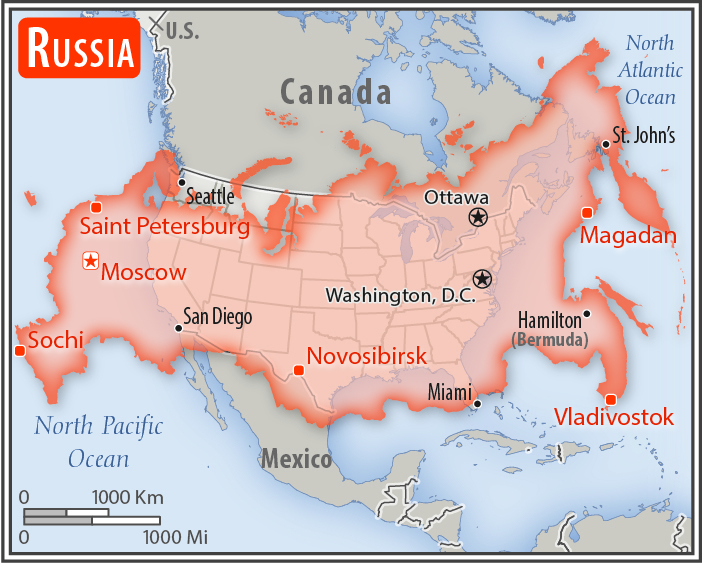 RUSSIA
U.S.
Canada
North
Atlantic
Ocean
St. John's
Seattle
Ottawa
Saint Petersburg
Magadan
Moscow
Washington, D.C.
San Diego
Hamilton
(Bermuda)
Sochi
Novosibirsk
Miami
Vladivostok
North Pacific
Ocean
Mexico
0 1000 Km
0 1000 Mi